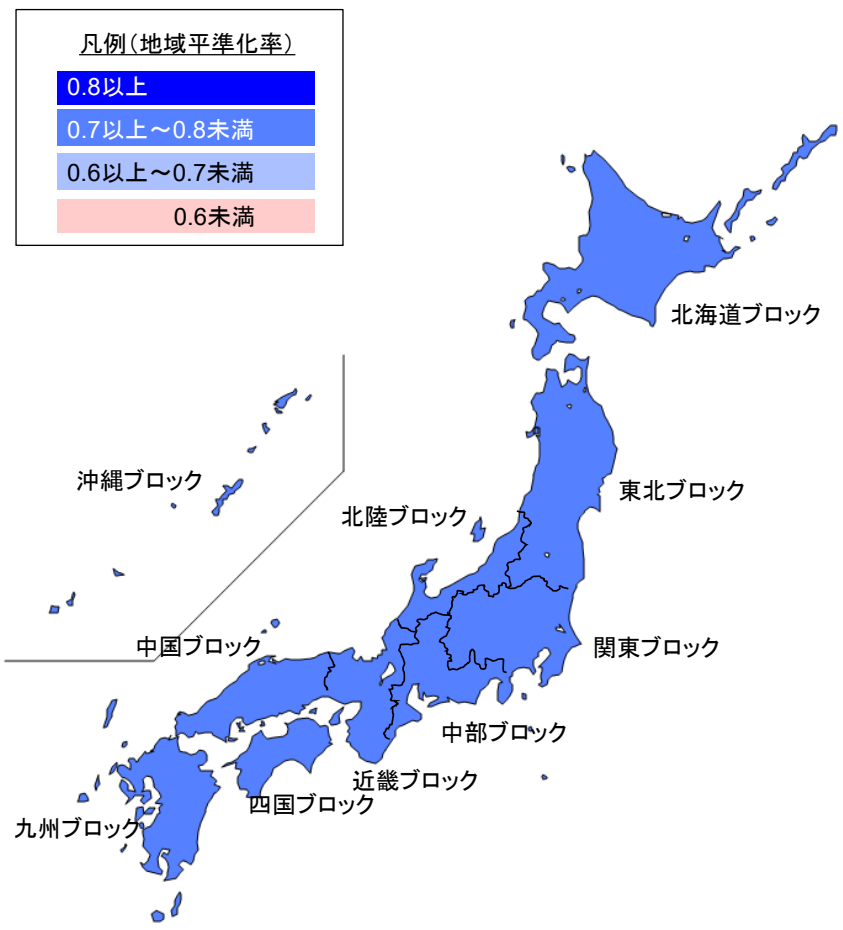 凡例（地域平準化率）
0.8以上
0.7以上～0.8未満
0.6以上～0.7未満
0.6未満
北海道ブロック
沖縄ブロック
東北ブロック
北陸ブロック
中国ブロック
関東ブロック
中部ブロック
近畿ブロック
四国ブロック
九州ブロック